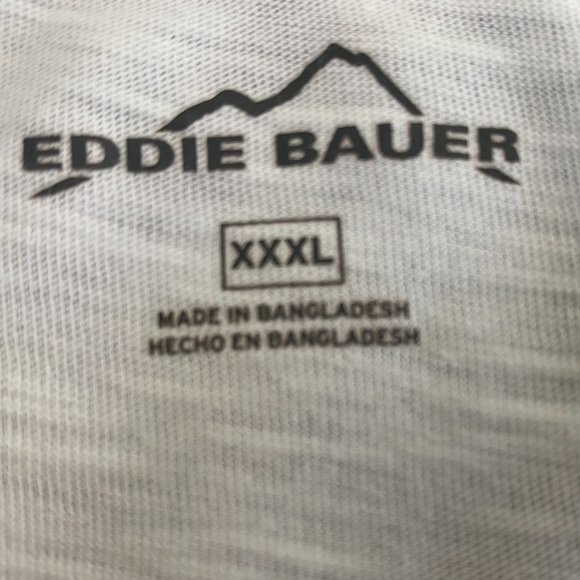 EDDIE BAUER
XXXL
MADE IN BANGLADESH
HECHO EN BANGLADESH